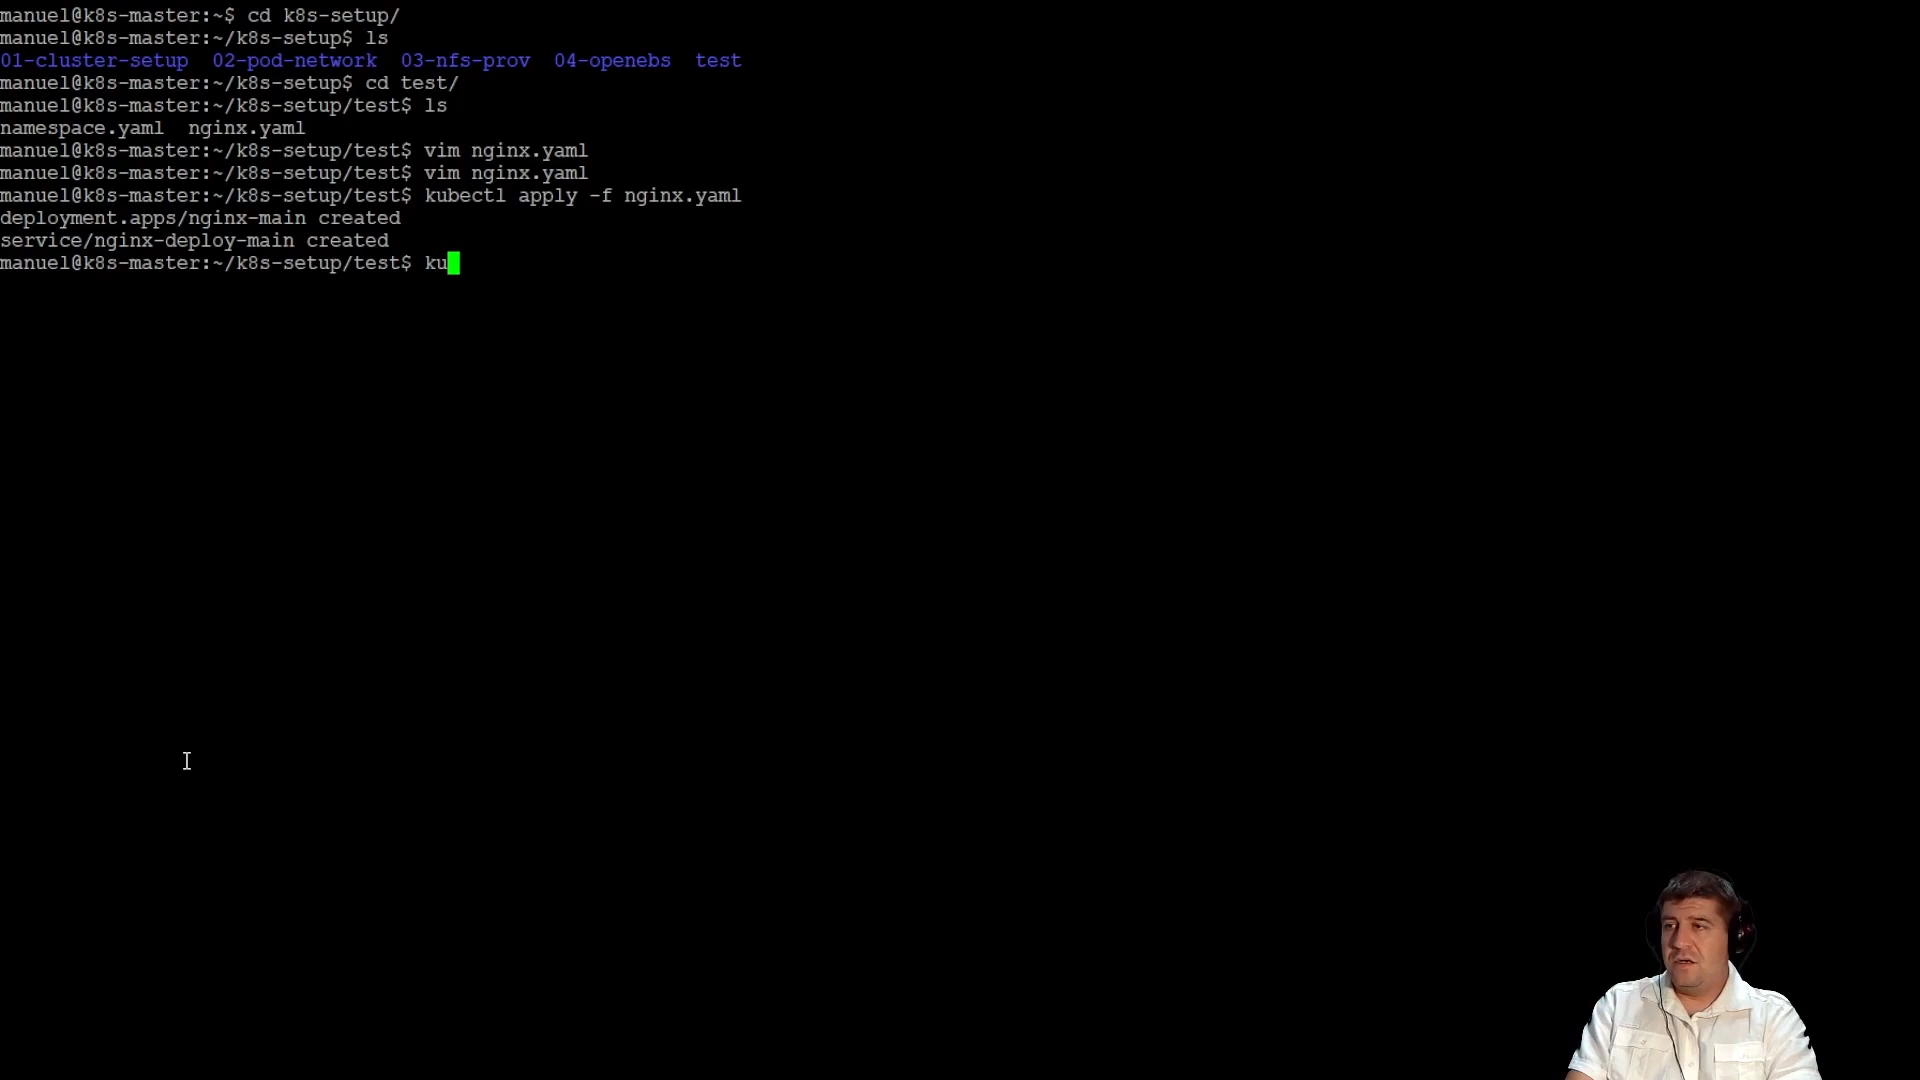 manuel@k8s-master:~$ cd k8s-setup/
manuel@k8s-master:~/k8s-setup$ ls
01-cluster-setup  02-pod-network  03-nfs-prov  04-openebs  test
manuel@k8s-master:~/k8s-setup$ cd test/
manuel@k8s-master:~/k8s-setup/test$ ls
namespace.yaml  nginx.yaml
manuel@k8s-master:~/k8s-setup/test$ vim nginx.yaml
manuel@k8s-master:~/k8s-setup/test$ vim nginx.yaml
manuel@k8s-master:~/k8s-setup/test$ kubectl apply -f nginx.yaml
deployment.apps/nginx-main created
service/nginx-deploy-main created
manuel@k8s-master:~/k8s-setup/test$ ku